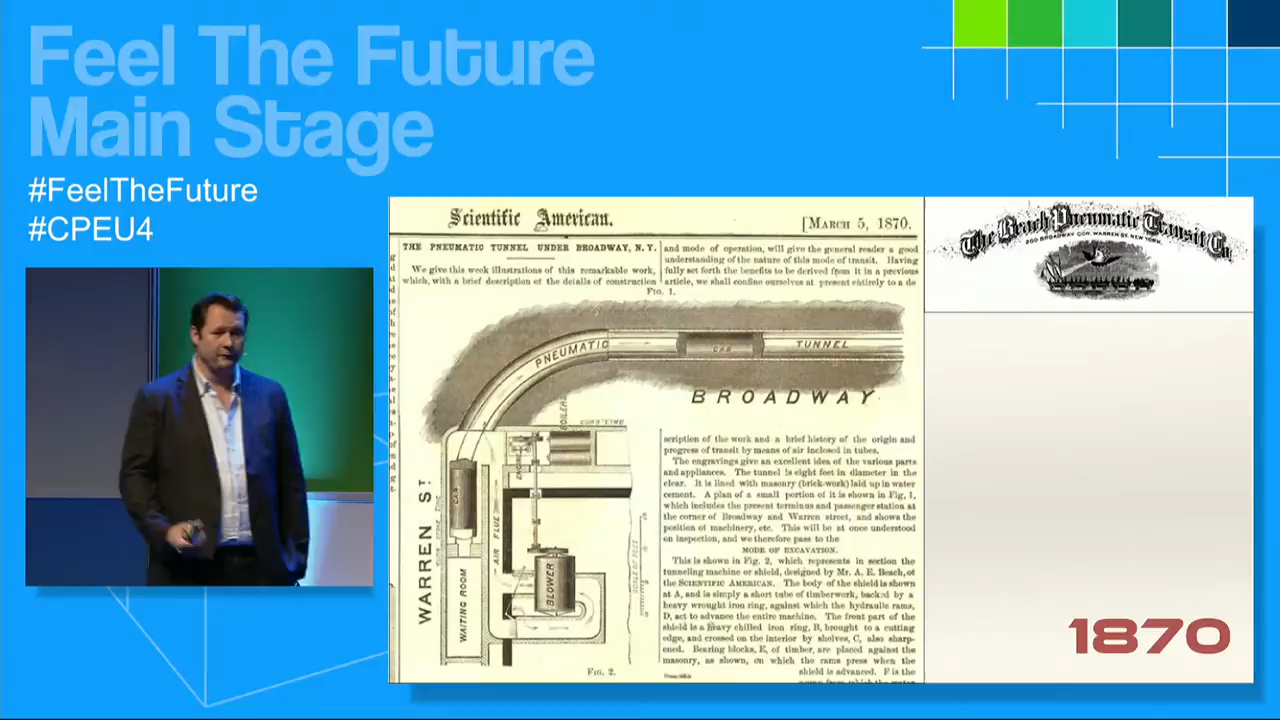 Feel The Future
Main Stage
#FeelTheFuture
#CPEU4
Scientific American.
[MARCH 5, 1870.
THE PNEUMATIC TUNNEL UNDER BROADWAY, N. Y.
We give this week illustrations of this remarkable work,
which, with a brief description of the details of construction
and mode of operation, will give the general reader a good
understanding of the nature of this mode of transit. Having
fully set forth the benefits to be derived from it in a previous
article, we shall confine ourselves at present entirely to a de
FIG. 1.
PNEUMATIC
CAR
TUNNEL
BROADWAY
BOILERS
WARREN ST
CAR
AIR FLUE
WAITING ROOM
BLOWER
SCALE OF FEET
FIG. 2.
scription of the work and a brief history of the origin and
progress of transit by means of air inclosed in tubes.
The engravings give an excellent idea of the various parts
and appliances. The tunnel is eight feet in diameter in the
clear. It is lined with masonry (brick-work) laid up in water
cement. A plan of a small portion of it is shown in Fig, 1,
which includes the present terminus and passenger station at
the corner of Broadway and Warren street, and shows the
position of machinery, etc. This will be at once understood
on inspection, and we therefore pass to the
MODE OF EXCAVATION.
This is shown in Fig. 2, which represents in section the
tunneling machine or shield, designed by Mr. A. E. Beach, of
the SCIENTIFIC AMERICAN. The body of the shield is shown
at A, and is simply a short tube of timberwork, backed by a
heavy wrought iron ring, against which the hydraulic rams,
D, act to advance the entire machine. The front part of the
shield is a heavy chilled iron ring, B, brought to a cutting
edge, and crossed on the interior by shelves, C, also sharp-
ened. Bearing blocks, E, of timber, are placed against the
masonry, as shown, on which the rams press when the
shield is advanced. F is the
The Beach Pneumatic Transit Co.
260 BROADWAY COR. WARREN ST. NEW YORK.
1870